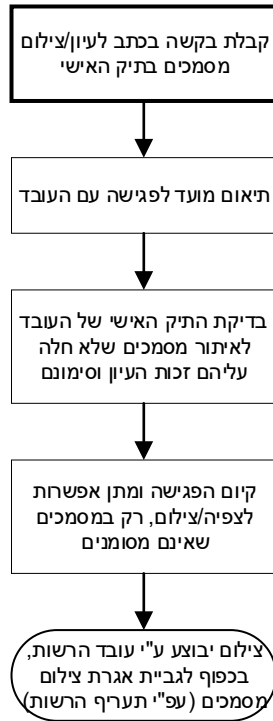 קבלת בקשה בכתב לעיון/צילום
מסמכים בתיק האישי
תיאום מועד לפגישה עם העובד
בדיקת התיק האישי של העובד
לאיתור מסמכים שלא חלה
עליהם זכות העיון וסימונם
קיום הפגישה ומתן אפשרות
לצפיה/צילום, רק במסמכים
שאינם מסומנים
צילום יבוצע ע"י עובד הרשות,
בכפוף לגביית אגרת צילום
מסמכים (עפ"י תעריף הרשות)